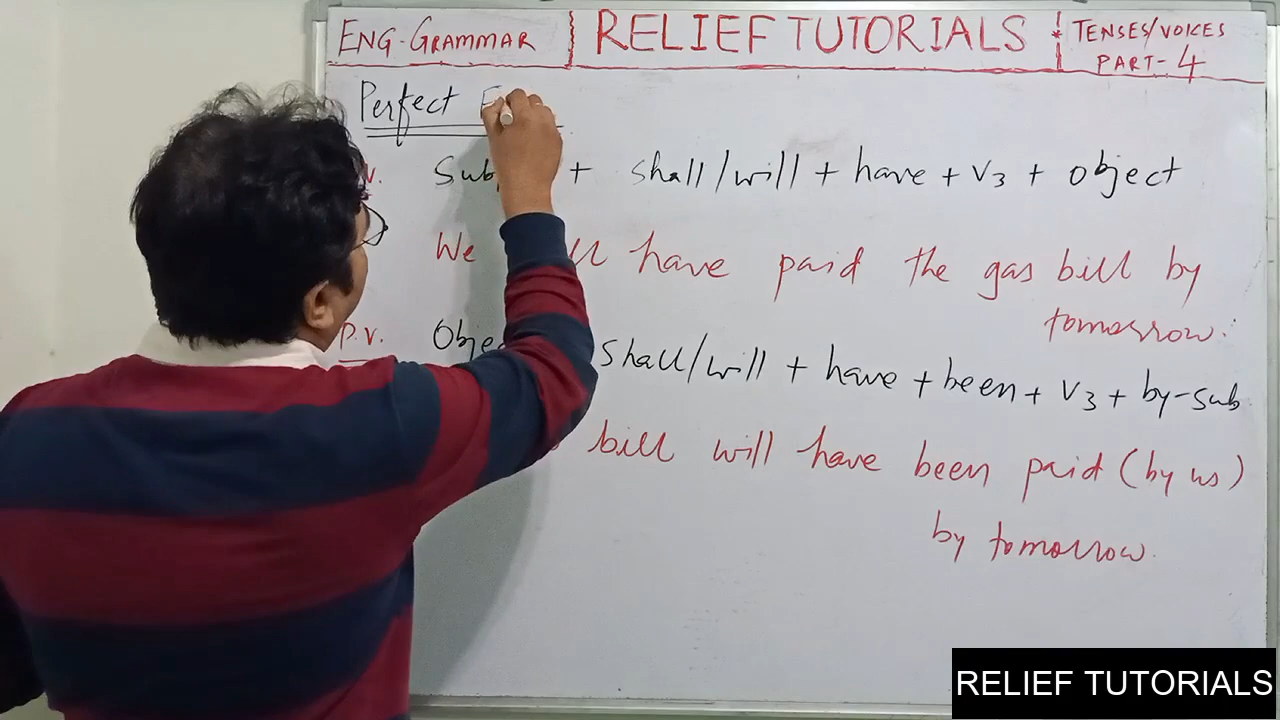 ENG-GRAMMAR
RELIEF TUTORIALS
TENSES/VOICES
PART-4
Perfect
+ shall/will + have + V3 + object
We have paid the gas bill by
tomorrow.
P.V. shall/will + have + been + V3 + by-sub
bill will have been paid (by us)
by tomorrow.
RELIEF TUTORIALS